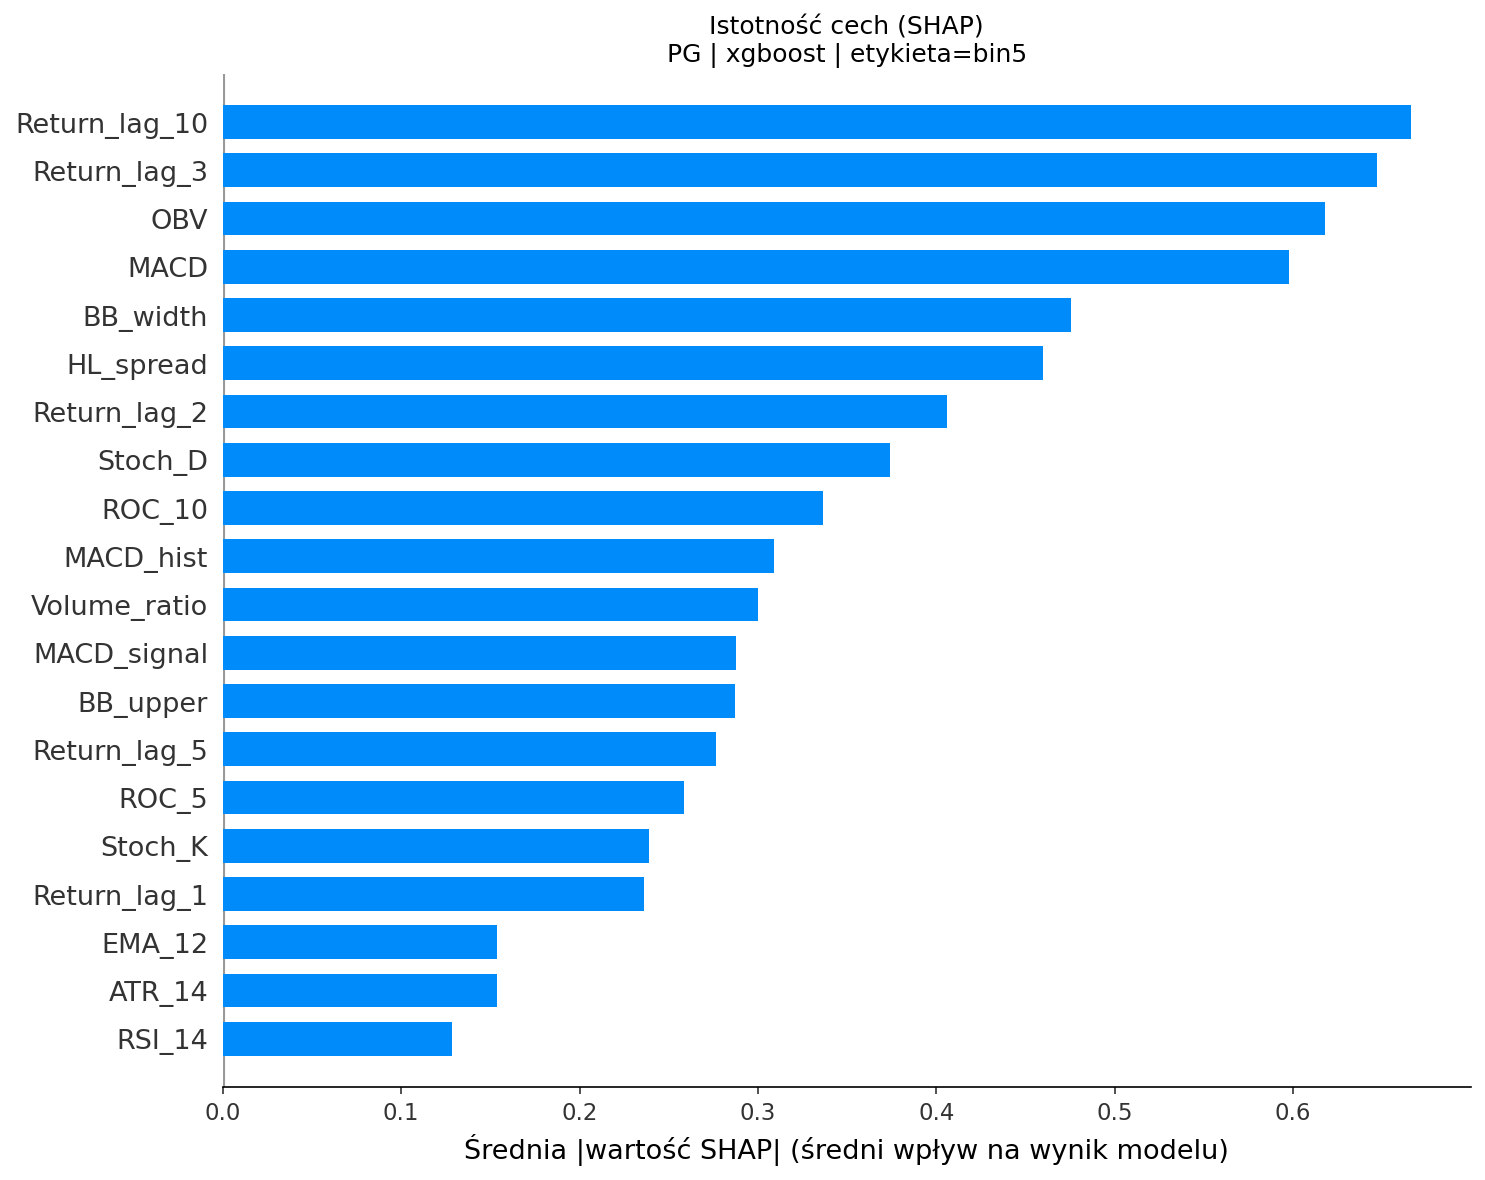 Istotność cech (SHAP)
PG | xgboost | etykieta=bin5
Return_lag_10
Return_lag_3
OBV
MACD
BB_width
HL_spread
Return_lag_2
Stoch_D
ROC_10
MACD_hist
Volume_ratio
MACD_signal
BB_upper
Return_lag_5
ROC_5
Stoch_K
Return_lag_1
EMA_12
ATR_14
RSI_14
0.0 0.1 0.2 0.3 0.4 0.5 0.6
Średnia |wartość SHAP| (średni wpływ na wynik modelu)